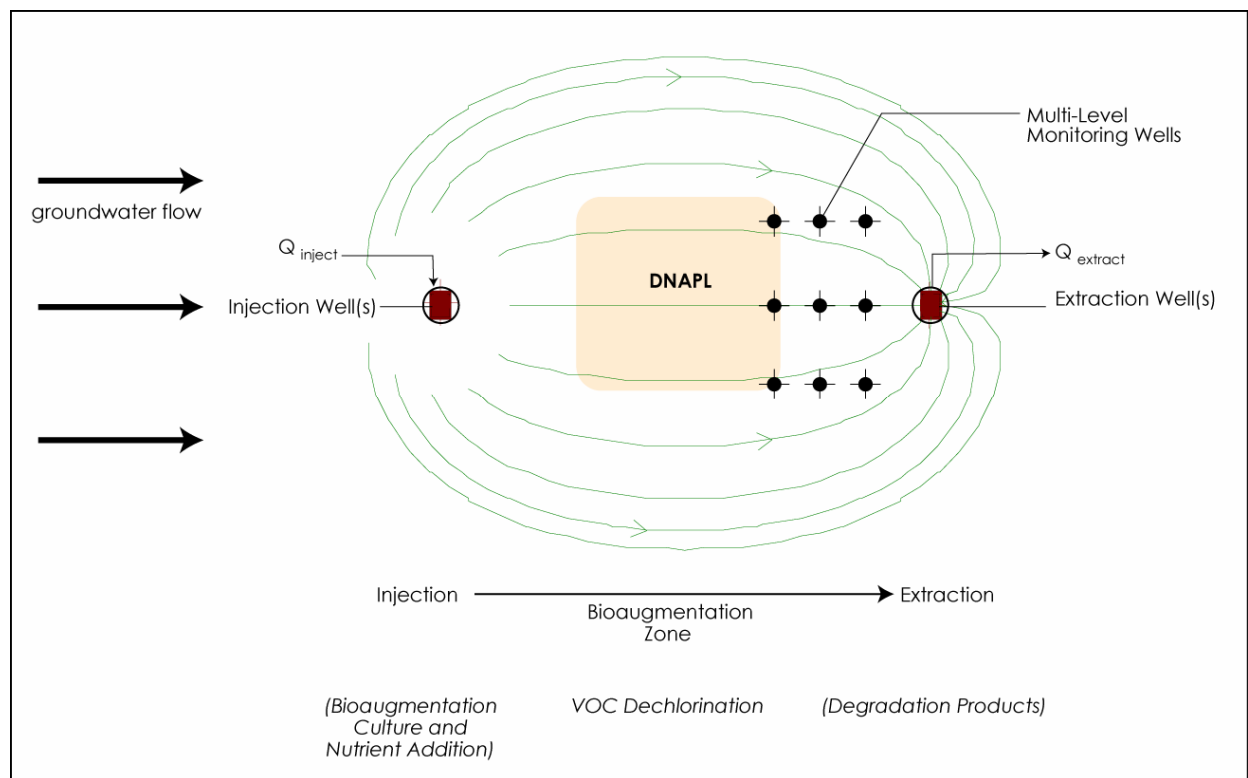 Multi-Level
Monitoring Wells
groundwater flow
Q inject
DNAPL
Q extract
Injection Well(s)
Extraction Well(s)
Injection
Extraction
Bioaugmentation
Zone
(Bioaugmentation
Culture and
Nutrient Addition)
VOC Dechlorination
(Degradation Products)